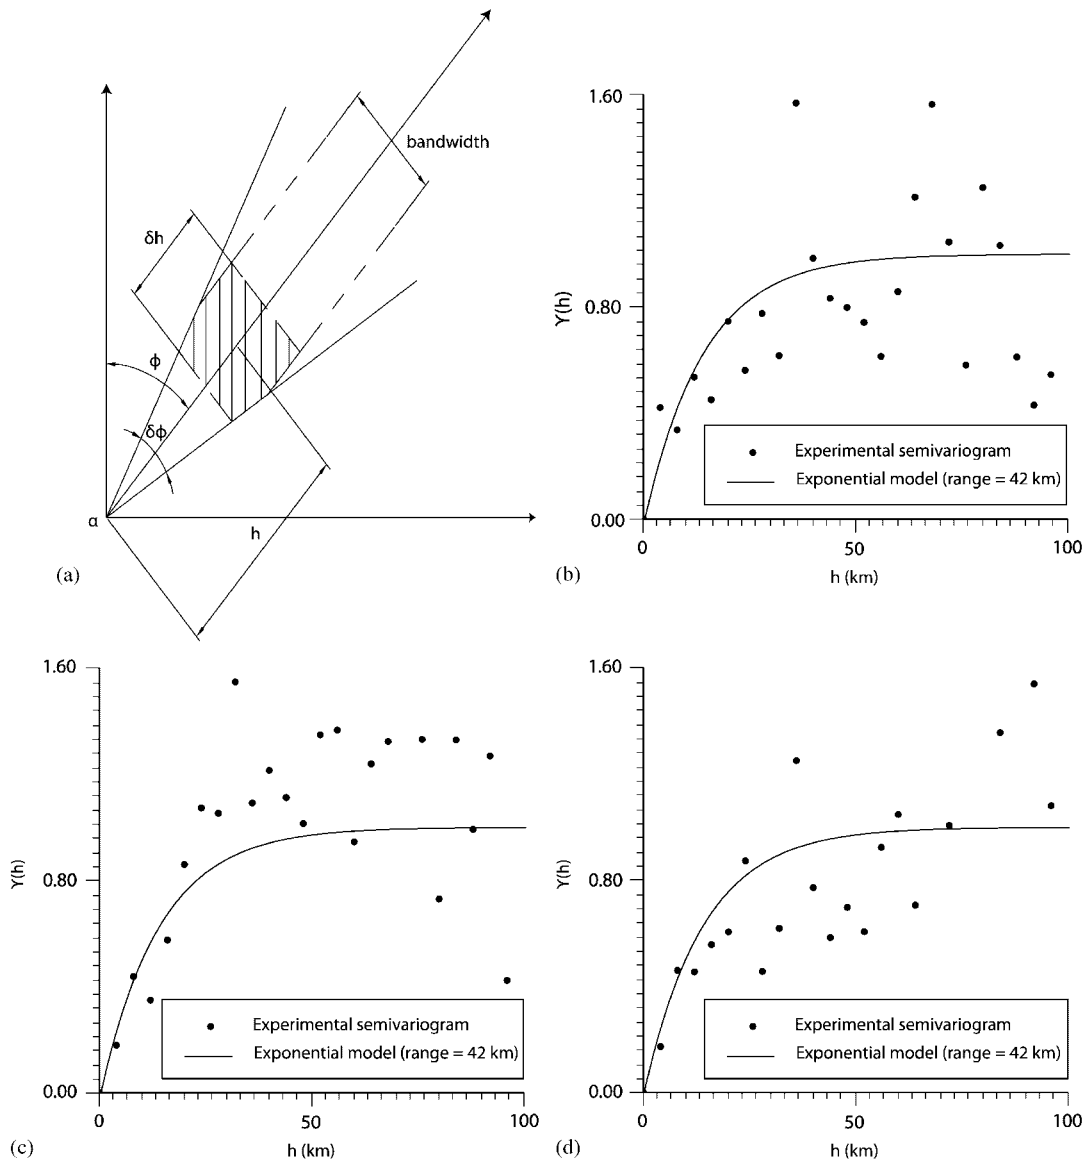 bandwidth
δh
ϕ
δϕ
α
h
(a)
1.60
0.80
0.00
ϒ(h)
Experimental semivariogram
Exponential model (range = 42 km)
0
50
100
h (km)
(b)
1.60
0.80
0.00
ϒ(h)
Experimental semivariogram
Exponential model (range = 42 km)
0
50
100
h (km)
(c)
1.60
0.80
0.00
ϒ(h)
Experimental semivariogram
Exponential model (range = 42 km)
0
50
100
h (km)
(d)